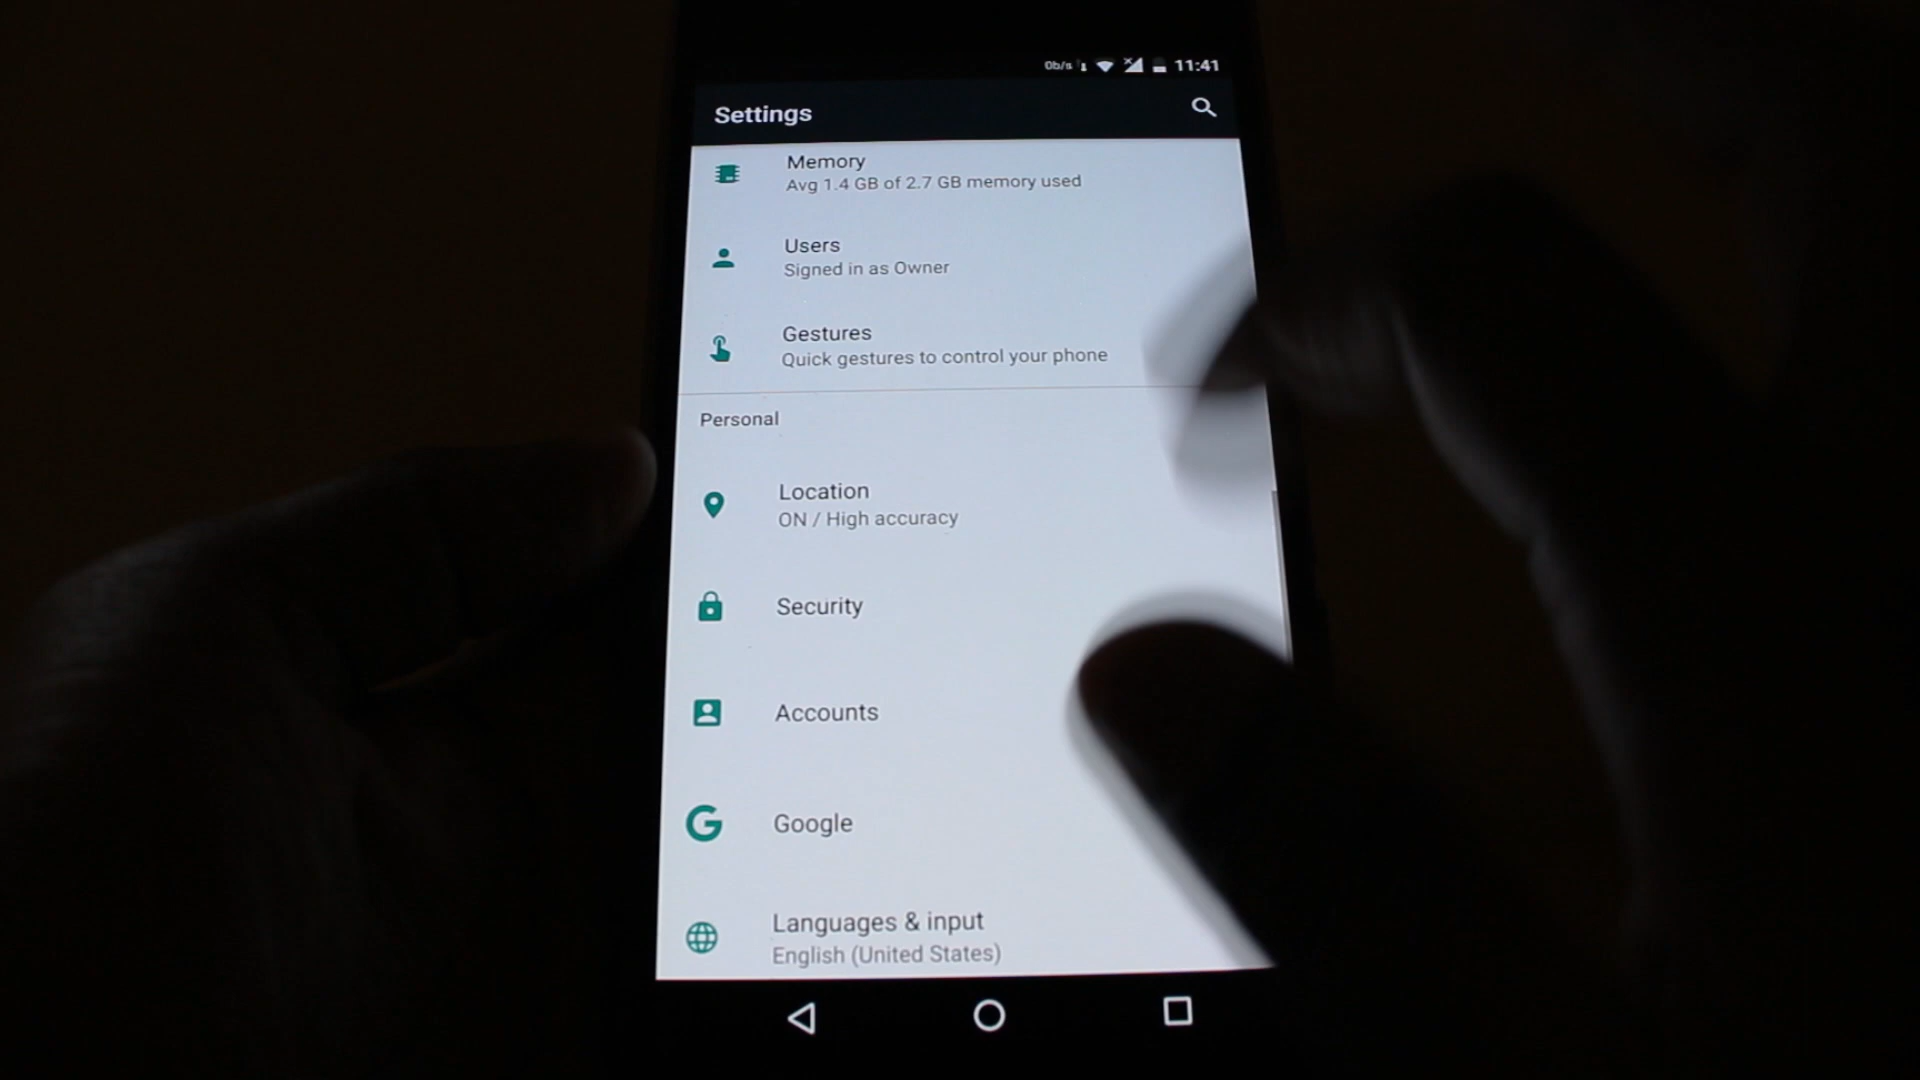 0b/s 11:41
Settings
Memory
Avg 1.4 GB of 2.7 GB memory used
Users
Signed in as Owner
Gestures
Quick gestures to control your phone
Personal
Location
ON / High accuracy
Security
Accounts
Google
Languages & input
English (United States)